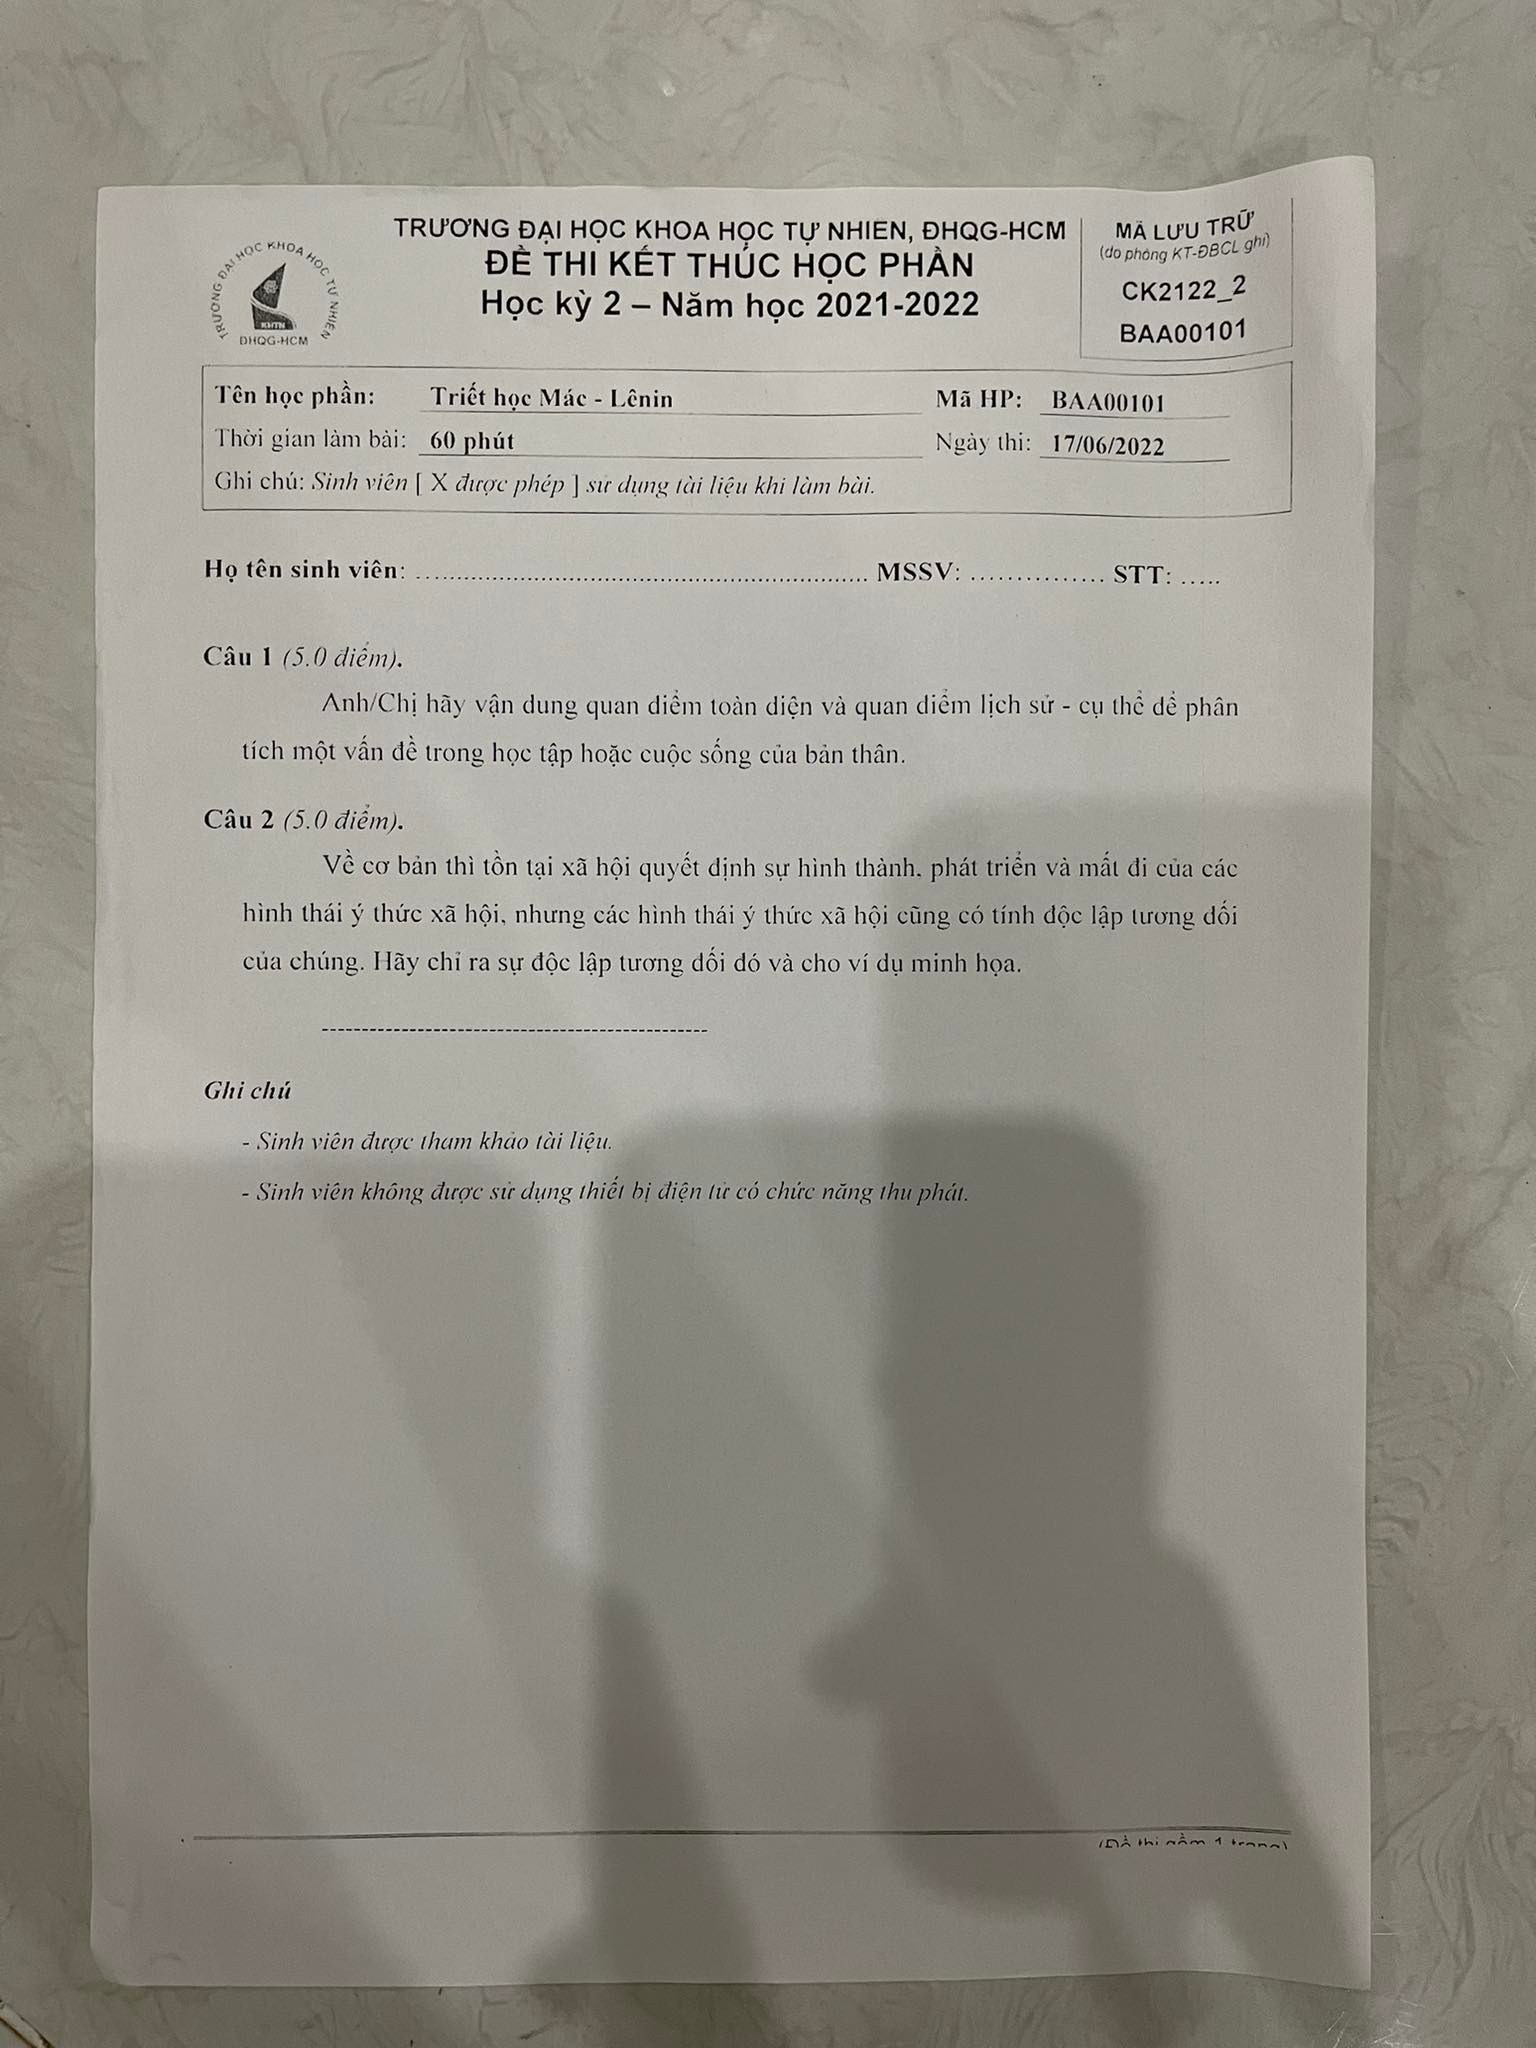 TRƯỜNG ĐẠI HỌC KHOA HỌC TỰ NHIÊN, ĐHQG-HCM
ĐỀ THI KẾT THÚC HỌC PHẦN
Học kỳ 2 – Năm học 2021-2022
MÃ LƯU TRỮ
(do phòng KT-ĐBCL ghi)
CK2122_2
BAA00101
TRƯỜNG ĐẠI HỌC KHOA HỌC TỰ NHIÊN
KHTN
ĐHQG-HCM
Tên học phần: Triết học Mác - Lênin Mã HP: BAA00101
Thời gian làm bài: 60 phút Ngày thi: 17/06/2022
Ghi chú: Sinh viên [ X được phép ] sử dụng tài liệu khi làm bài.
Họ tên sinh viên: ........................................................ MSSV: ............... STT: .....
Câu 1 (5.0 điểm).
Anh/Chị hãy vận dụng quan điểm toàn diện và quan điểm lịch sử - cụ thể để phân
tích một vấn đề trong học tập hoặc cuộc sống của bản thân.
Câu 2 (5.0 điểm).
Về cơ bản thì tồn tại xã hội quyết định sự hình thành, phát triển và mất đi của các
hình thái ý thức xã hội, nhưng các hình thái ý thức xã hội cũng có tính độc lập tương đối
của chúng. Hãy chỉ ra sự độc lập tương đối đó và cho ví dụ minh họa.
-------------------------------------------------
Ghi chú
- Sinh viên được tham khảo tài liệu.
- Sinh viên không được sử dụng thiết bị điện tử có chức năng thu phát.
(Đề thi gồm 1 trang)